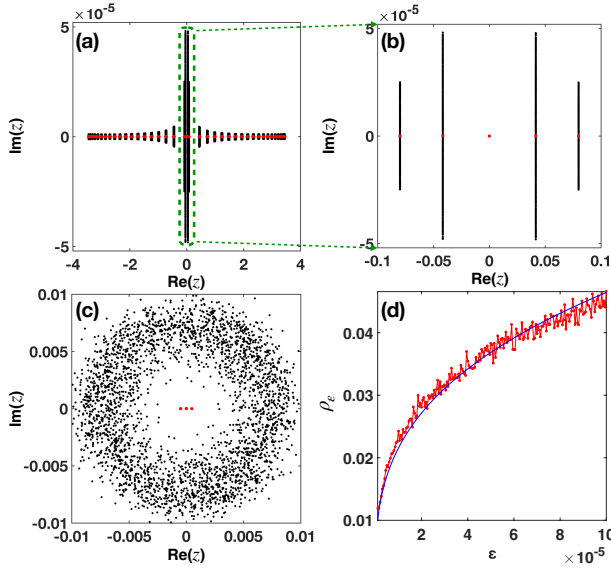 ×10⁻⁵
(a)
5
0
-5
Im(z)
-4 -2 0 2 4
Re(z)
×10⁻⁵
(b)
5
0
-5
Im(z)
-0.1 -0.05 0 0.05 0.1
Re(z)
(c)
0.01
0.005
0
-0.005
-0.01
Im(z)
-0.01 -0.005 0 0.005 0.01
Re(z)
(d)
0.04
0.03
0.02
0.01
ρε
2 4 6 8 10
ε
×10⁻⁵